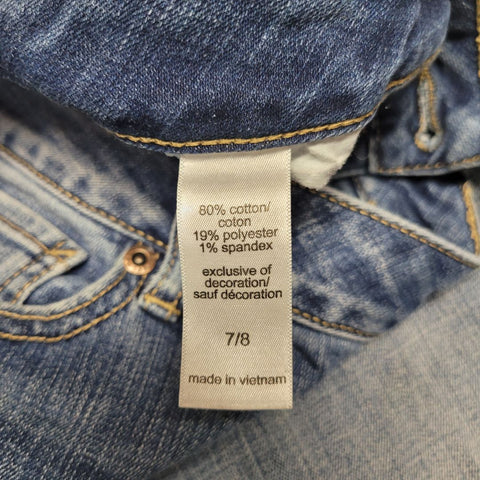 80% cotton/
coton
19% polyester
1% spandex
exclusive of
decoration/
sauf décoration
7/8
made in vietnam